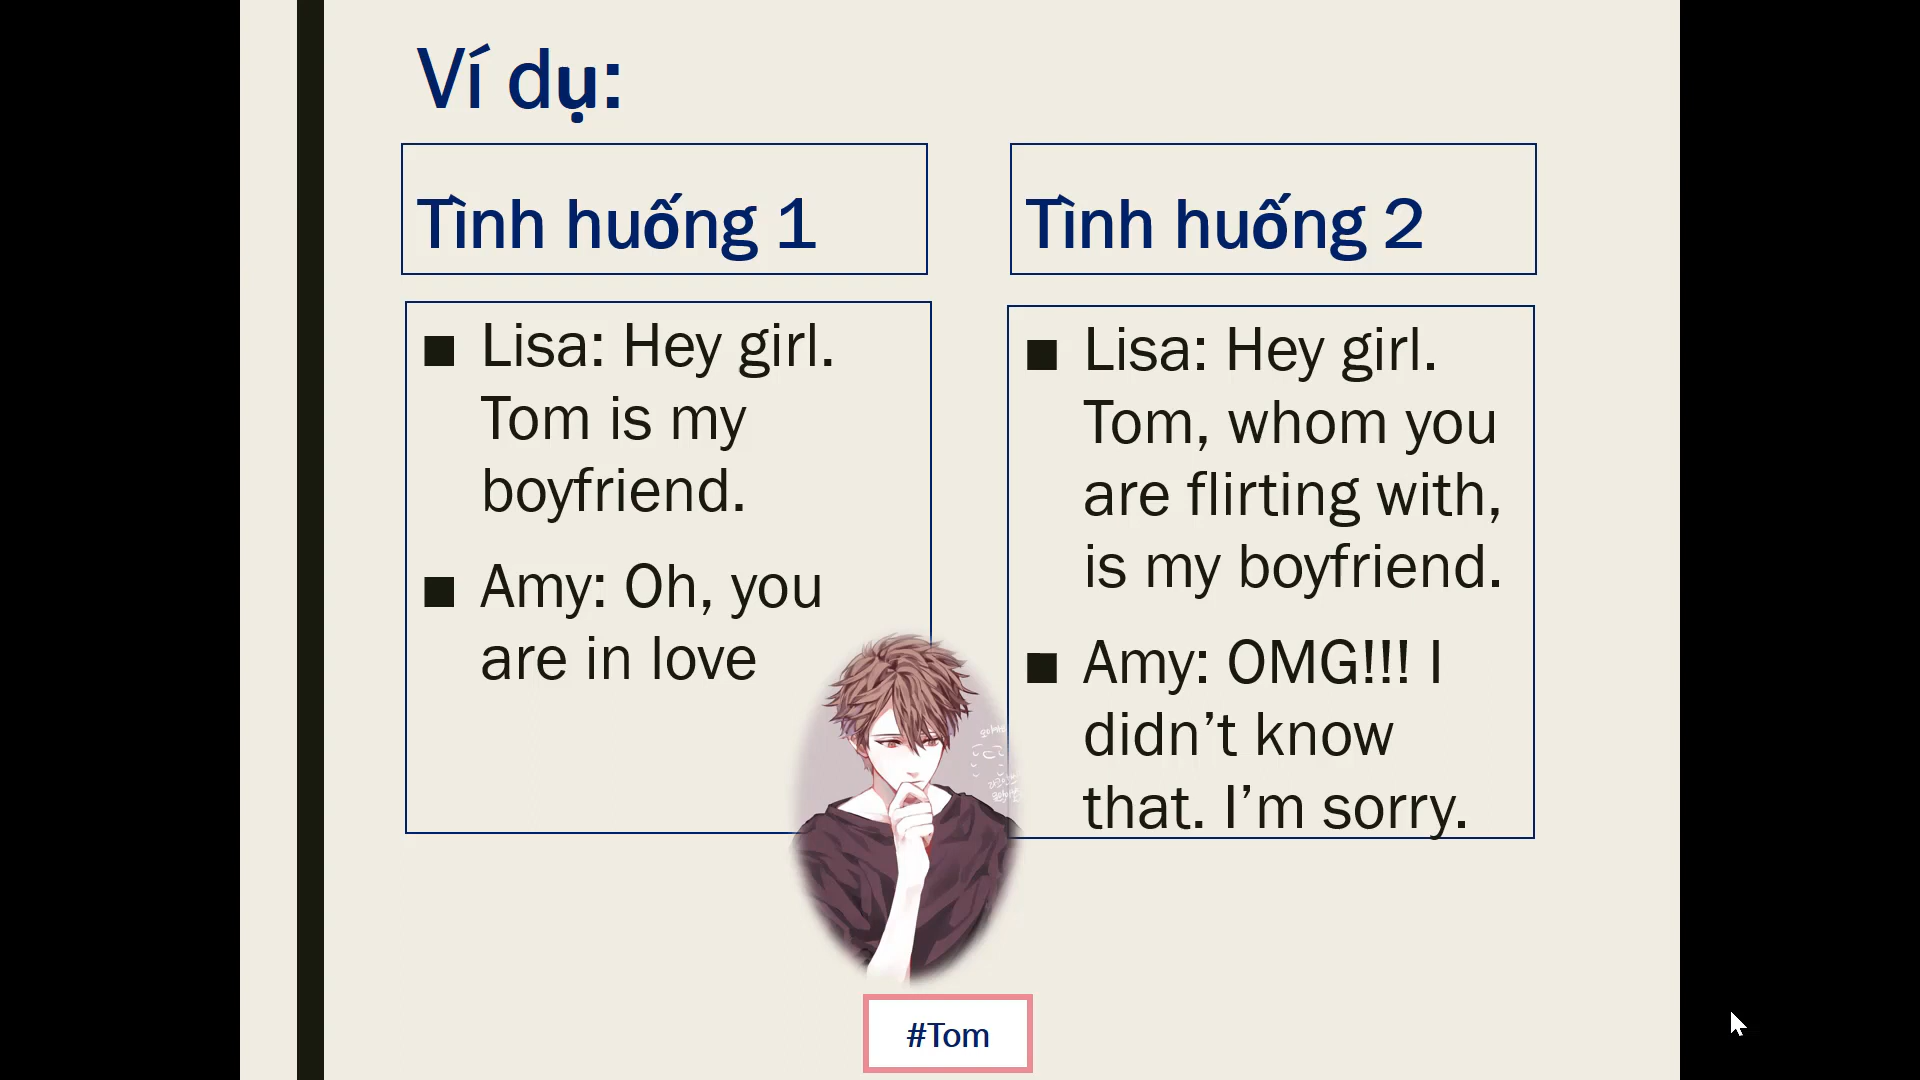 Ví dụ:
Tình huống 1
■ Lisa: Hey girl.
Tom is my
boyfriend.
■ Amy: Oh, you
are in love
Tình huống 2
■ Lisa: Hey girl.
Tom, whom you
are flirting with,
is my boyfriend.
■ Amy: OMG!!! I
didn’t know
that. I’m sorry.
#Tom